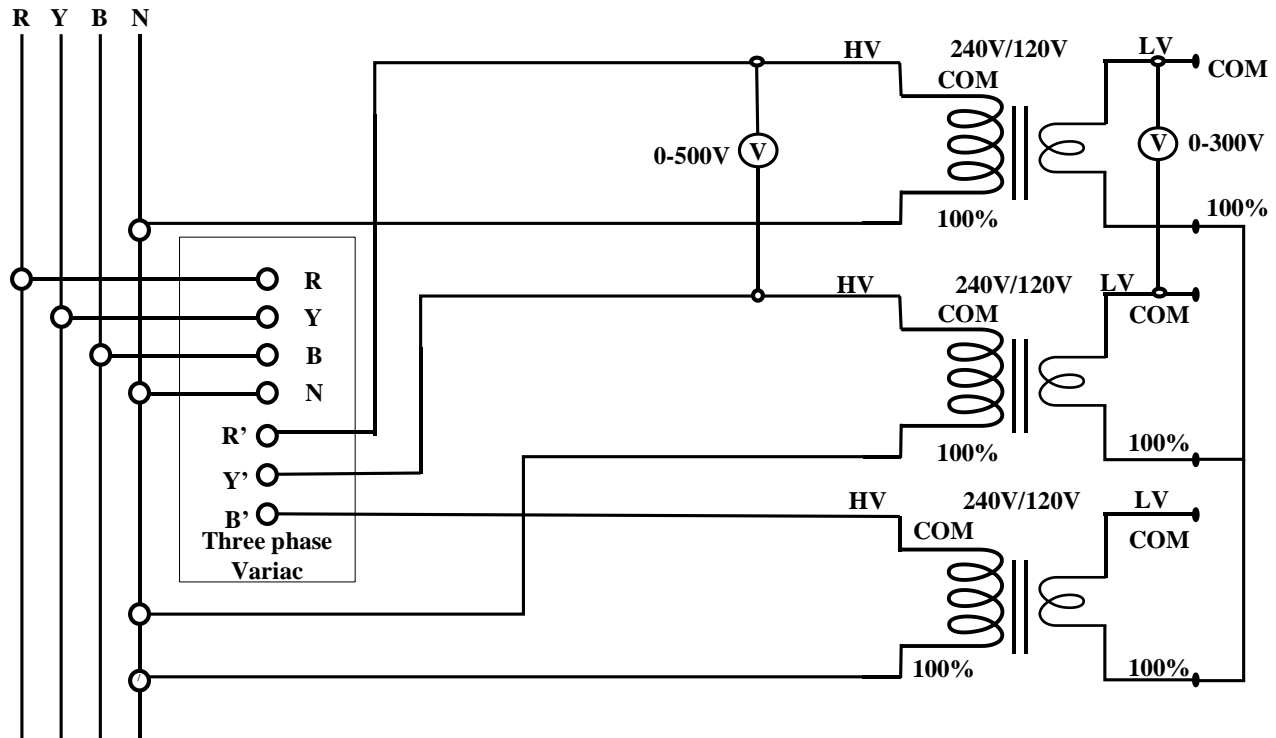 R Y B N
HV 240V/120V LV
COM COM
0-500V V V 0-300V
100% 100%
R
Y
B
N
R’
Y’
B’
Three phase
Variac
HV 240V/120V LV
COM COM
100% 100%
HV 240V/120V LV
COM COM
100% 100%